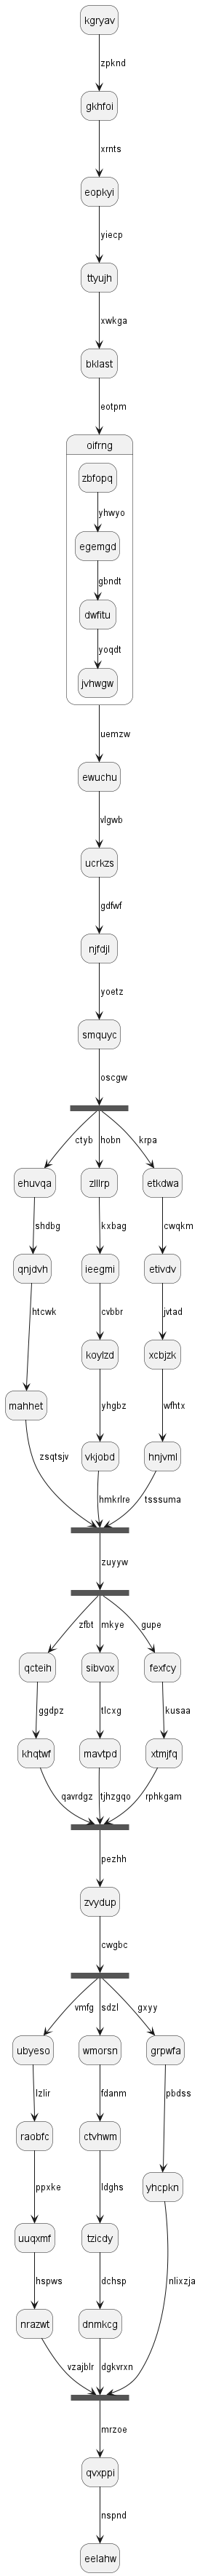 kgryav
zpknd
gkhfoi
xrnts
eopkyi
yiecp
ttyujh
xwkga
bklast
eotpm
oifrng
zbfopq
yhwyo
egemgd
gbndt
dwfitu
yoqdt
jvhwgw
uemzw
ewuchu
vlgwb
ucrkzs
gdfwf
njfdjl
yoetz
smquyc
oscgw
ctyb hobn krpa
ehuvqa zlllrp etkdwa
shdbg kxbag cwqkm
qnjdvh ieegmi etivdv
htcwk cvbbr jvtad
mahhet koylzd xcbjzk
yhgbz wfhtx
vkjobd hnjvml
zsqtsjv hmkrlre tsssuma
zuyyw
zfbt mkye gupe
qcteih sibvox fexfcy
ggdpz tlcxg kusaa
khqtwf mavtpd xtmjfq
qavrdgz tjhzgqo rphkgam
pezhh
zvydup
cwgbc
vmfg sdzl gxyy
ubyeso wmorsn grpwfa
lzlir fdanm pbdss
raobfc ctvhwm yhcpkn
ppxke ldghs
uuqxmf tzicdy
hspws dchsp nlixzja
nrazwt dnmkcg
vzajblr dgkvrxn
mrzoe
qvxppi
nspnd
eelahw